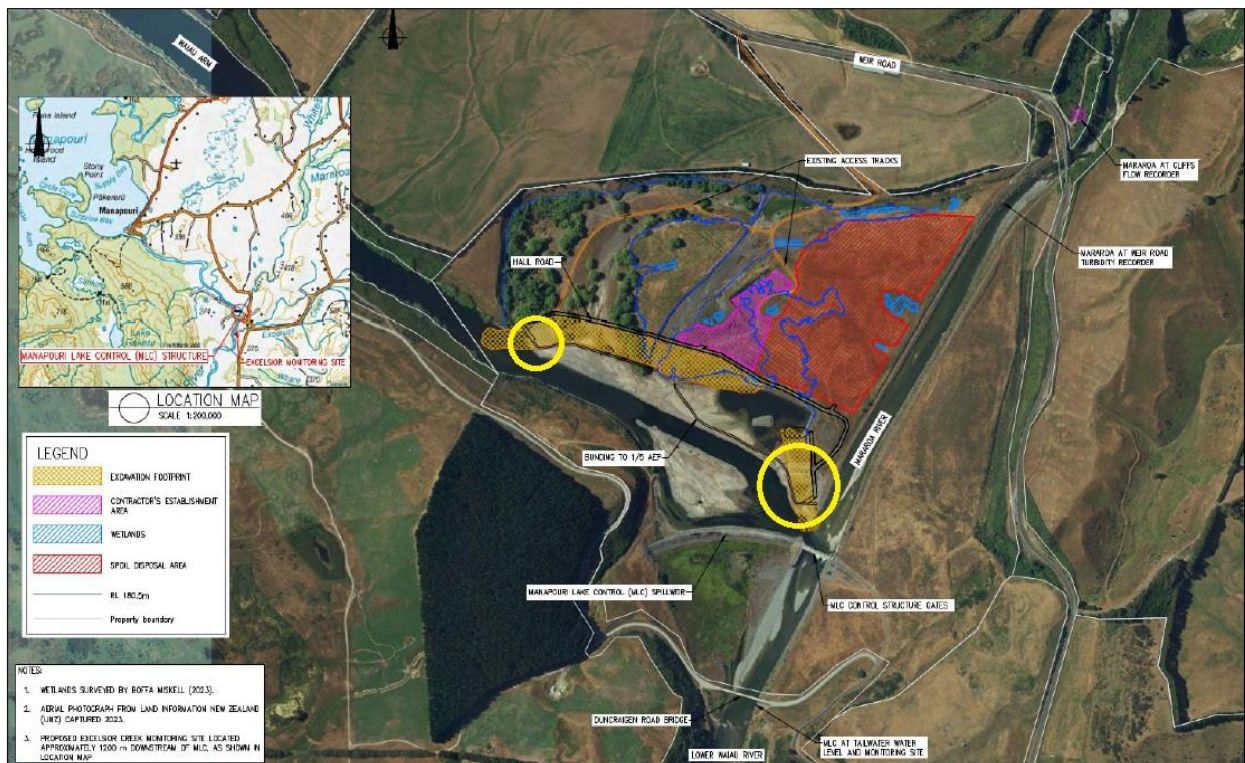 WAIAU ARM
WEIR ROAD
MARAROA AT CLIFFS
FLOW RECORDER
EXISTING ACCESS TRACKS
MARAROA AT WEIR ROAD
TURBIDITY RECORDER
HAUL ROAD
Stony
Point
Manapouri
Surprise Bay
MANAPOURI LAKE CONTROL (MLC) STRUCTURE
EXCELSIOR MONITORING SITE
LOCATION MAP
SCALE 1:200,000
BUNDING TO 1/5 AEP
MARAROA RIVER
LEGEND
EXCAVATION FOOTPRINT
CONTRACTOR'S ESTABLISHMENT
AREA
WETLANDS
SPOIL DISPOSAL AREA
RL 180.5m
Property boundary
MANAPOURI LAKE CONTROL (MLC) SPILLWEIR
MLC CONTROL STRUCTURE GATES
NOTES:
1. WETLANDS SURVEYED BY BOFFA MISKELL (2023).
2. AERIAL PHOTOGRAPH FROM LAND INFORMATION NEW ZEALAND
(LINZ) CAPTURED 2023.
3. PROPOSED EXCELSIOR CREEK MONITORING SITE LOCATED
APPROXIMATELY 1200 m DOWNSTREAM OF MLC, AS SHOWN IN
LOCATION MAP
DUNCRAIGEN ROAD BRIDGE
LOWER WAIAU RIVER
MLC AT TAILWATER WATER
LEVEL AND MONITORING SITE